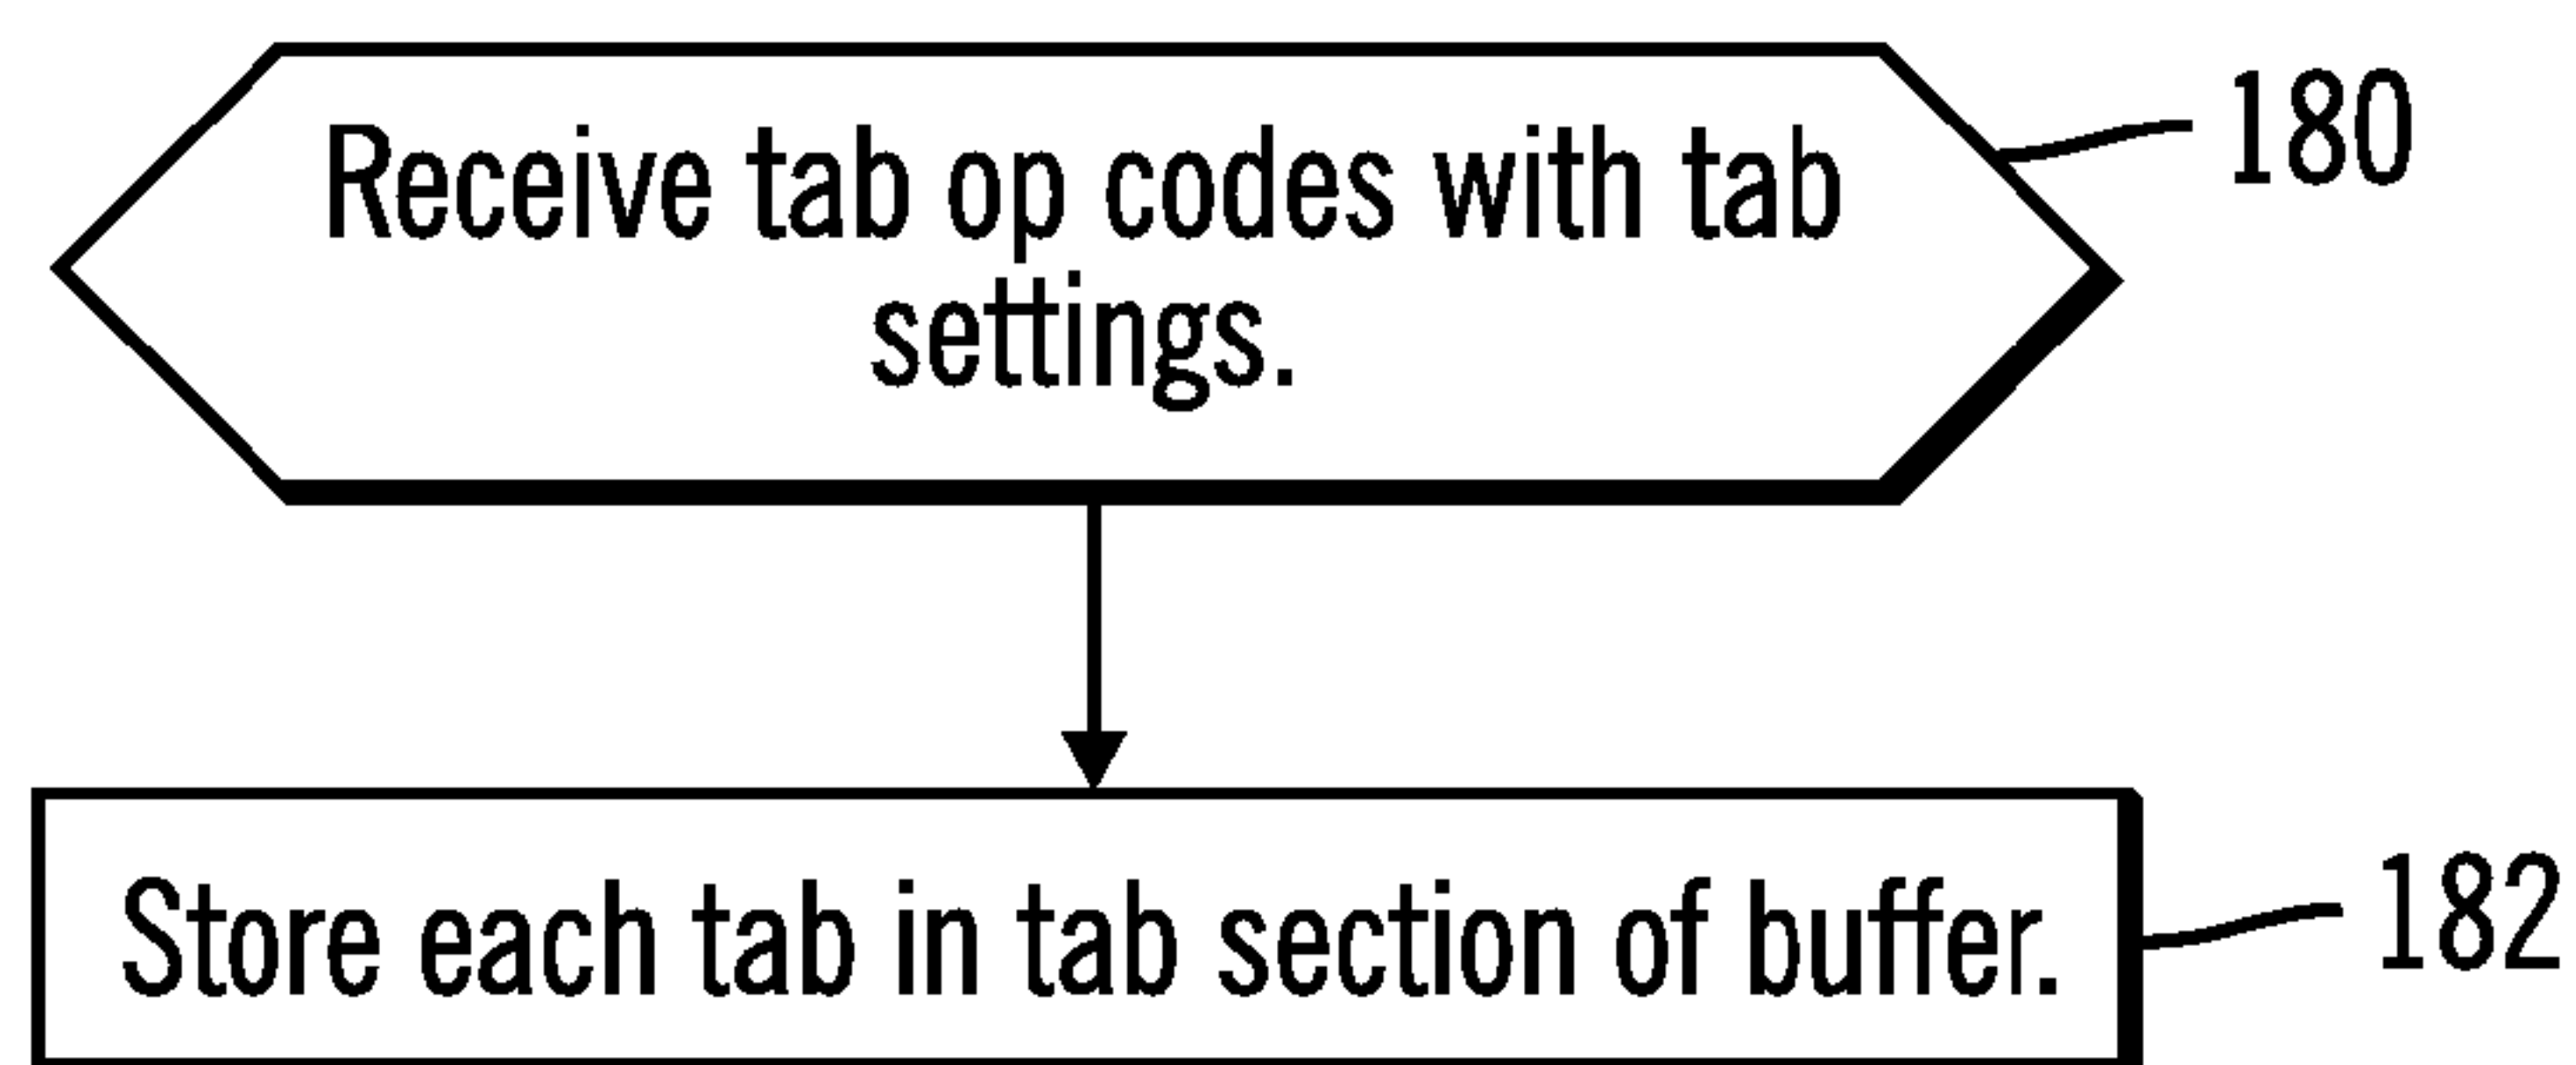 Receive tab op codes with tab
settings.
180
Store each tab in tab section of buffer.
182